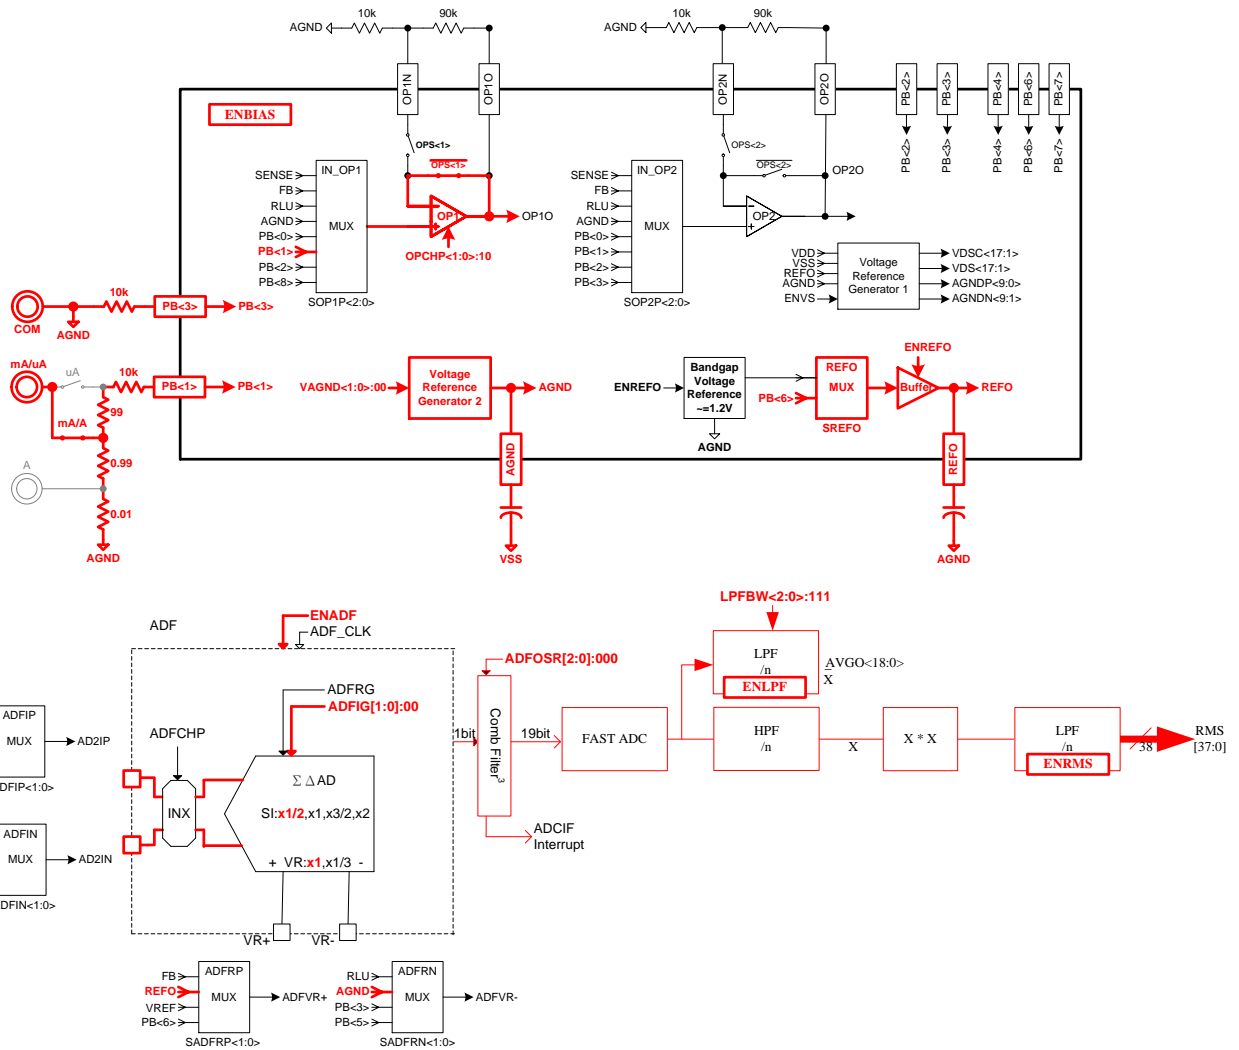 10k
90k
AGND
10k
90k
AGND
OP1N
OP1O
OP2N
OP2O
PB<2>
PB<3>
PB<4>
PB<6>
PB<7>
ENBIAS
OPS<1>
OPS<1>
OPS<2>
OPS<2>
OP2O
PB<2>
PB<3>
PB<4>
PB<6>
PB<7>
IN_OP1
SENSE
FB
RLU
AGND
PB<0>
PB<1>
PB<2>
PB<8>
MUX
SOP1P<2:0>
OP1
OP1O
OPCHP<1:0>:10
IN_OP2
SENSE
FB
RLU
AGND
PB<0>
PB<1>
PB<2>
PB<3>
MUX
SOP2P<2:0>
OP2
VDD
VSS
REFO
AGND
ENVS
Voltage
Reference
Generator 1
VDSC<17:1>
VDS<17:1>
AGNDP<9:0>
AGNDN<9:1>
COM
10k
AGND
PB<3>
PB<3>
mA/uA
uA
10k
PB<1>
PB<1>
99
mA/A
A
0.99
0.01
AGND
VAGND<1:0>:00
Voltage
Reference
Generator 2
AGND
AGND
VSS
ENREFO
Bandgap
Voltage
Reference
~=1.2V
AGND
PB<6>
REFO
MUX
SREFO
ENREFO
Buffer
REFO
REFO
AGND
ADF
ENADF
ADF_CLK
ADFRG
ADFIG[1:0]:00
ADFCHP
INX
Σ Δ AD
SI:x1/2,x1,x3/2,x2
+ VR:x1,x1/3 -
VR+
VR-
ADFIP
MUX
DFIP<1:0>
AD2IP
ADFIN
MUX
DFIN<1:0>
AD2IN
1bit
ADFOSR[2:0]:000
Comb Filter³
19bit
ADCIF
Interrupt
FAST ADC
LPFBW<2:0>:111
LPF
/n
ENLPF
AVGO<18:0>
X
HPF
/n
X
X * X
LPF
/n
ENRMS
38
RMS
[37:0]
FB
REFO
VREF
PB<6>
ADFRP
MUX
SADFRP<1:0>
ADFVR+
RLU
AGND
PB<3>
PB<5>
ADFRN
MUX
SADFRN<1:0>
ADFVR-